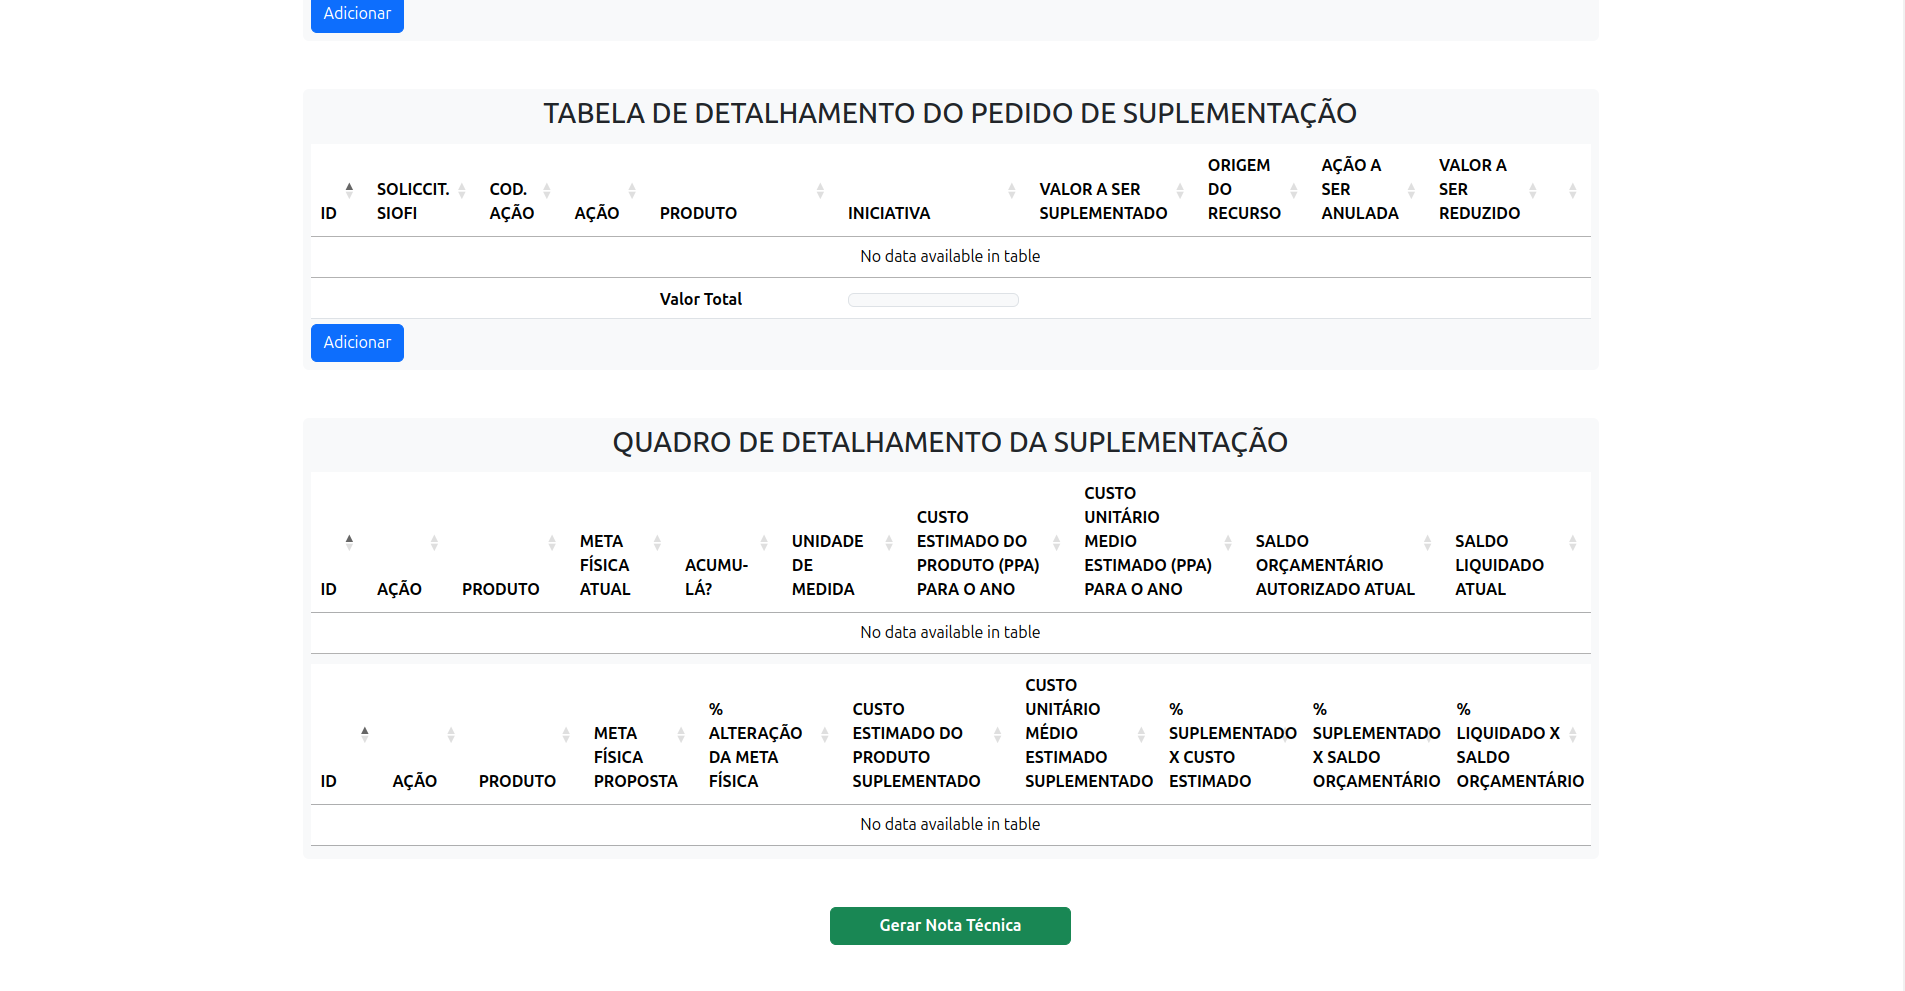 Adicionar
TABELA DE DETALHAMENTO DO PEDIDO DE SUPLEMENTAÇÃO
ID
SOLICCIT.
SIOFI
COD.
AÇÃO
AÇÃO
PRODUTO
INICIATIVA
VALOR A SER
SUPLEMENTADO
ORIGEM
DO
RECURSO
AÇÃO A
SER
ANULADA
VALOR A
SER
REDUZIDO
No data available in table
Valor Total
Adicionar
QUADRO DE DETALHAMENTO DA SUPLEMENTAÇÃO
ID
AÇÃO
PRODUTO
META
FÍSICA
ATUAL
ACUMU-
LÁ?
UNIDADE
DE
MEDIDA
CUSTO
ESTIMADO DO
PRODUTO (PPA)
PARA O ANO
CUSTO
UNITÁRIO
MEDIO
ESTIMADO (PPA)
PARA O ANO
SALDO
ORÇAMENTÁRIO
AUTORIZADO ATUAL
SALDO
LIQUIDADO
ATUAL
No data available in table
ID
AÇÃO
PRODUTO
META
FÍSICA
PROPOSTA
%
ALTERAÇÃO
DA META
FÍSICA
CUSTO
ESTIMADO DO
PRODUTO
SUPLEMENTADO
CUSTO
UNITÁRIO
MÉDIO
ESTIMADO
SUPLEMENTADO
%
SUPLEMENTADO
X CUSTO
ESTIMADO
%
SUPLEMENTADO
X SALDO
ORÇAMENTÁRIO
%
LIQUIDADO X
SALDO
ORÇAMENTÁRIO
No data available in table
Gerar Nota Técnica